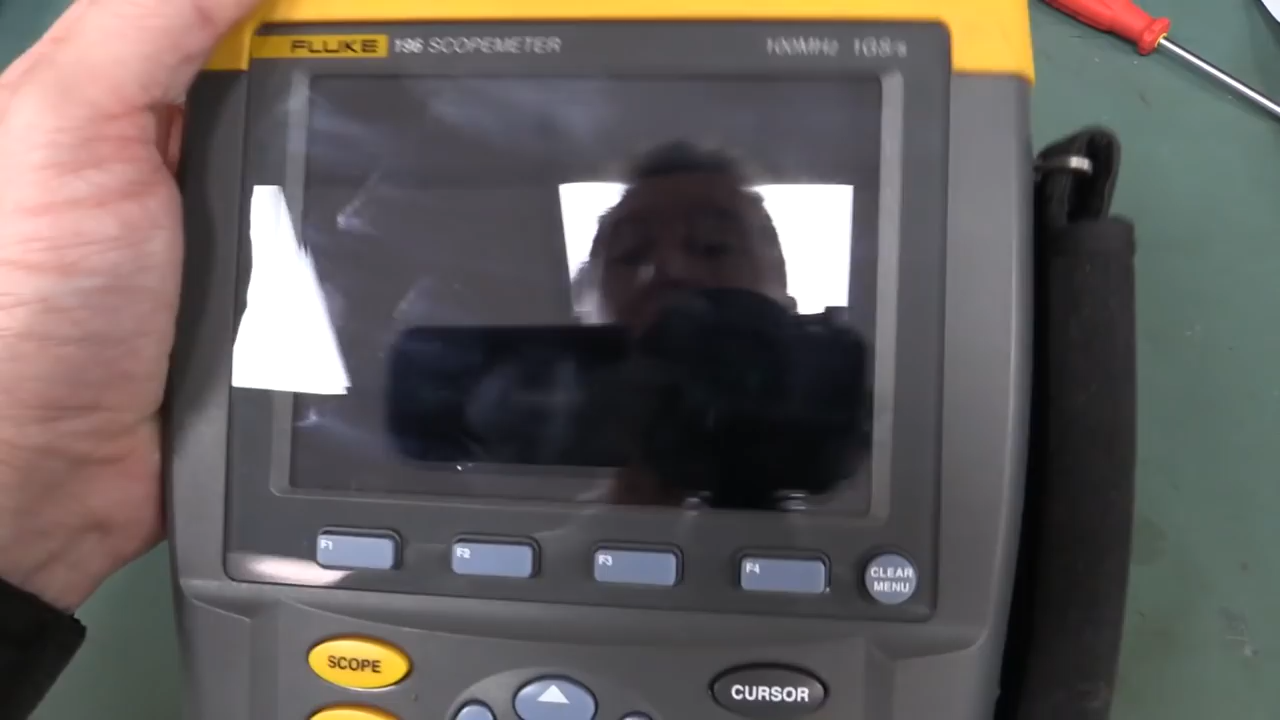 FLUKE 196 SCOPEMETER 100MHz 1GS/s
F1 F2 F3 F4
CLEAR
MENU
SCOPE
CURSOR